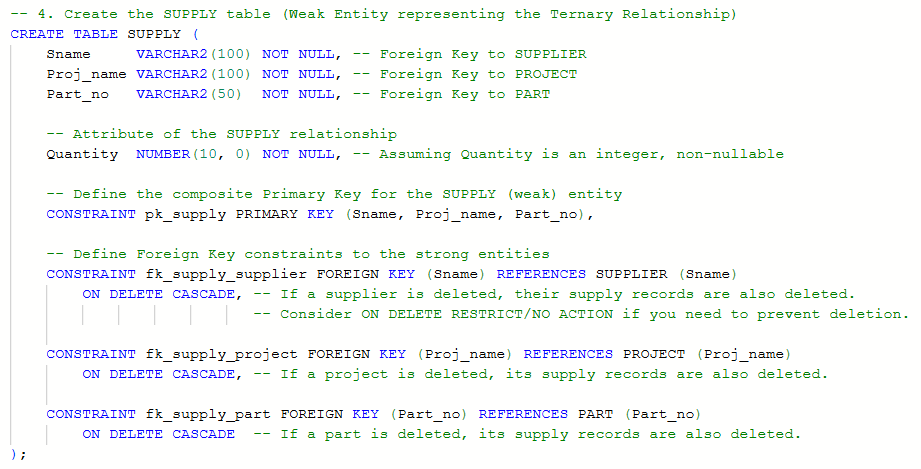 -- 4. Create the SUPPLY table (Weak Entity representing the Ternary Relationship)
CREATE TABLE SUPPLY (
    Sname     VARCHAR2(100) NOT NULL, -- Foreign Key to SUPPLIER
    Proj_name VARCHAR2(100) NOT NULL, -- Foreign Key to PROJECT
    Part_no   VARCHAR2(50)  NOT NULL, -- Foreign Key to PART

    -- Attribute of the SUPPLY relationship
    Quantity  NUMBER(10, 0) NOT NULL, -- Assuming Quantity is an integer, non-nullable

    -- Define the composite Primary Key for the SUPPLY (weak) entity
    CONSTRAINT pk_supply PRIMARY KEY (Sname, Proj_name, Part_no),

    -- Define Foreign Key constraints to the strong entities
    CONSTRAINT fk_supply_supplier FOREIGN KEY (Sname) REFERENCES SUPPLIER (Sname)
        ON DELETE CASCADE, -- If a supplier is deleted, their supply records are also deleted.
                           -- Consider ON DELETE RESTRICT/NO ACTION if you need to prevent deletion.

    CONSTRAINT fk_supply_project FOREIGN KEY (Proj_name) REFERENCES PROJECT (Proj_name)
        ON DELETE CASCADE, -- If a project is deleted, its supply records are also deleted.

    CONSTRAINT fk_supply_part FOREIGN KEY (Part_no) REFERENCES PART (Part_no)
        ON DELETE CASCADE  -- If a part is deleted, its supply records are also deleted.
);